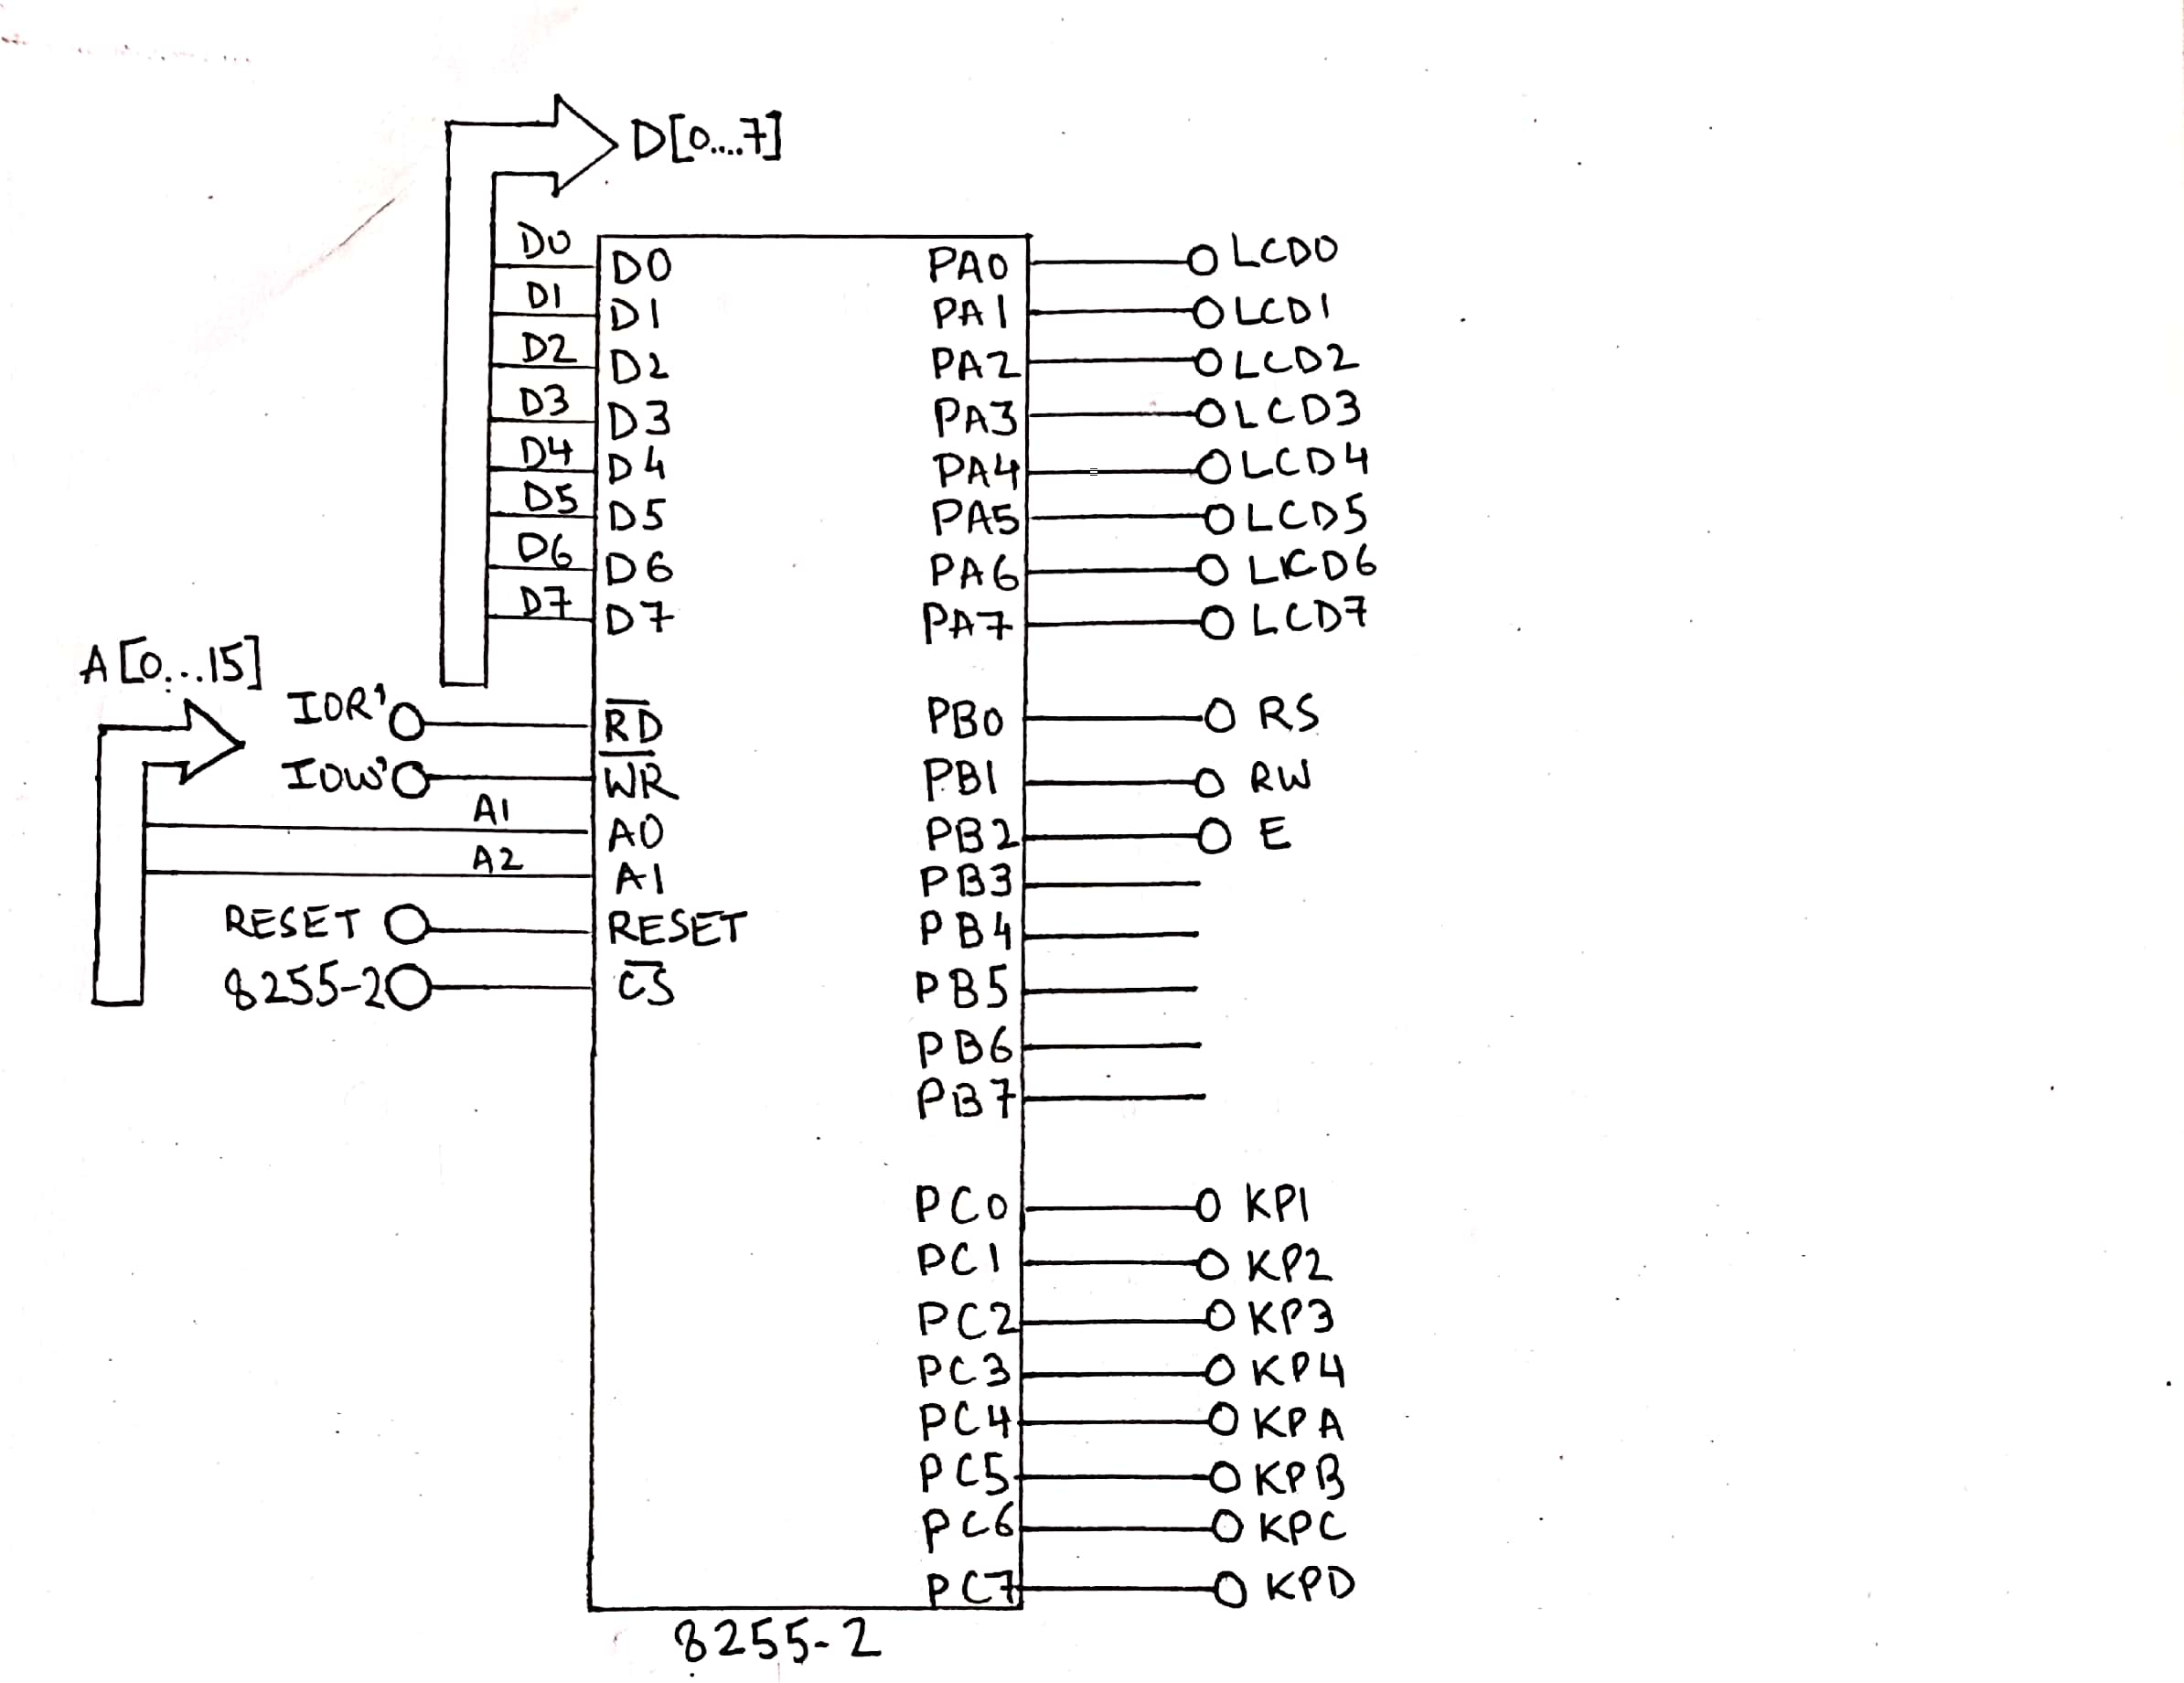 D[0....7]
D0
D0
PA0
LCD0
D1
D1
PA1
LCD1
D2
D2
PA2
LCD2
D3
D3
PA3
LCD3
D4
D4
PA4
LCD4
D5
D5
PA5
LCD5
D6
D6
PA6
LCD6
D7
D7
PA7
LCD7
A[0...15]
IOR'
RD
PB0
RS
IOW'
WR
PB1
RW
A1
A0
PB2
E
A2
A1
PB3
RESET
RESET
PB4
8255-2
CS
PB5
PB6
PB7
PC0
KP1
PC1
KP2
PC2
KP3
PC3
KP4
PC4
KPA
PC5
KPB
PC6
KPC
PC7
KPD
8255-2